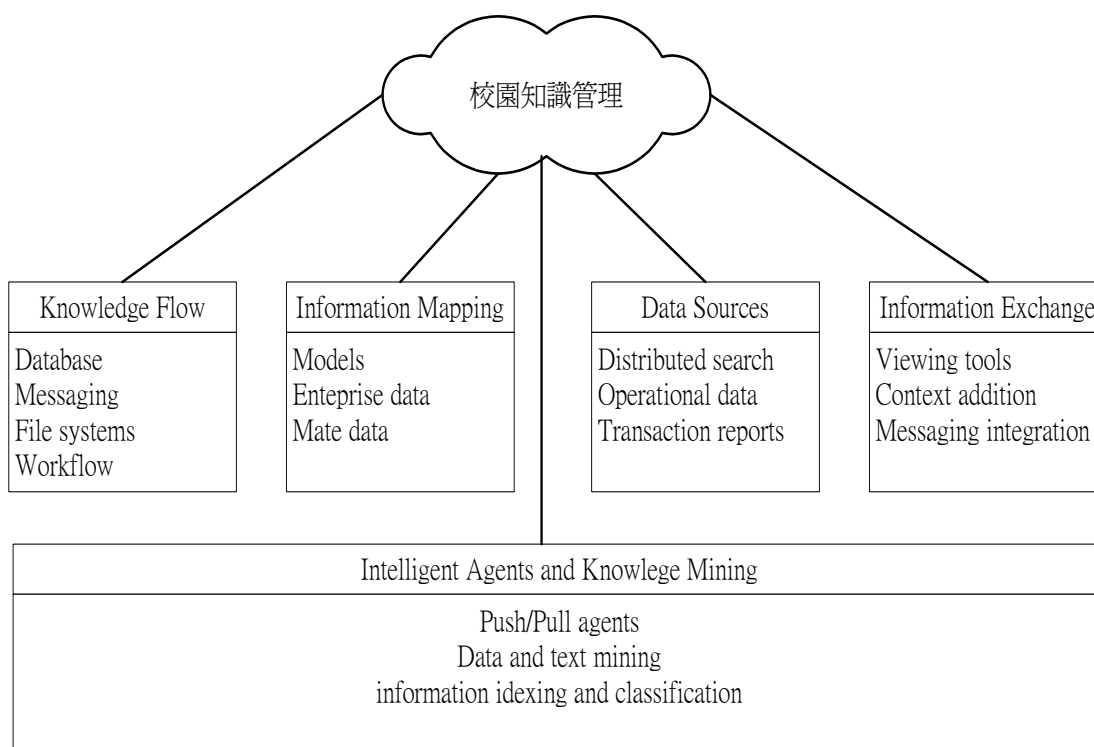 校園知識管理
Knowledge Flow
Database
Messaging
File systems
Workflow
Information Mapping
Models
Enteprise data
Mate data
Data Sources
Distributed search
Operational data
Transaction reports
Information Exchange
Viewing tools
Context addition
Messaging integration
Intelligent Agents and Knowlege Mining
Push/Pull agents
Data and text mining
information idexing and classification